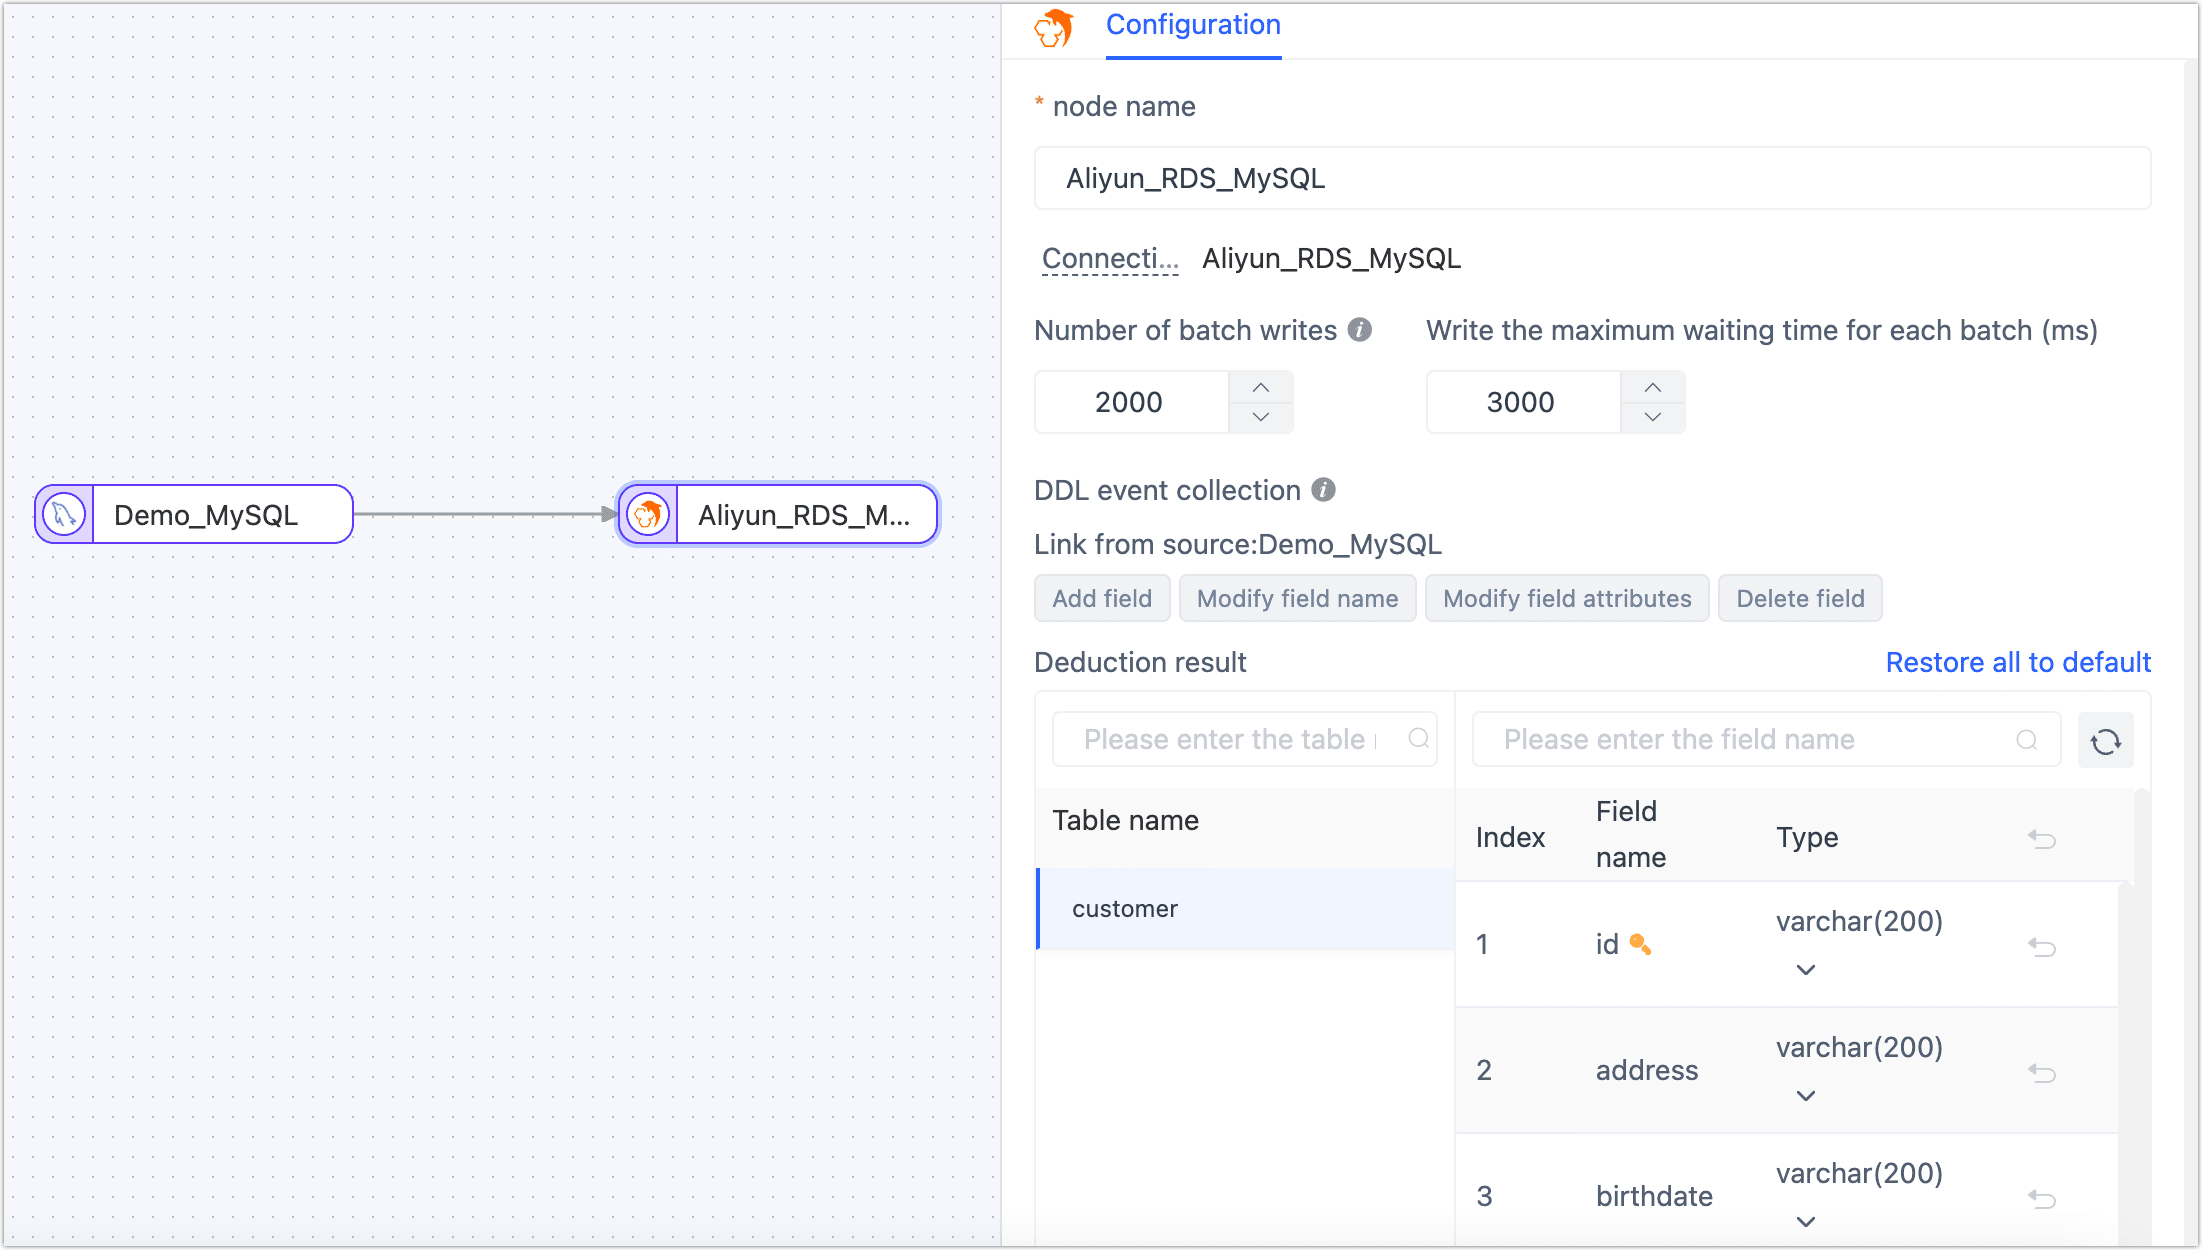 Demo_MySQL
Aliyun_RDS_M...
Configuration
* node name
Aliyun_RDS_MySQL
Connecti... Aliyun_RDS_MySQL
Number of batch writes
Write the maximum waiting time for each batch (ms)
2000
3000
DDL event collection
Link from source:Demo_MySQL
Add field
Modify field name
Modify field attributes
Delete field
Deduction result
Restore all to default
Please enter the table
Please enter the field name
Table name
customer
Index
Field
name
Type
1
id
varchar(200)
2
address
varchar(200)
3
birthdate
varchar(200)